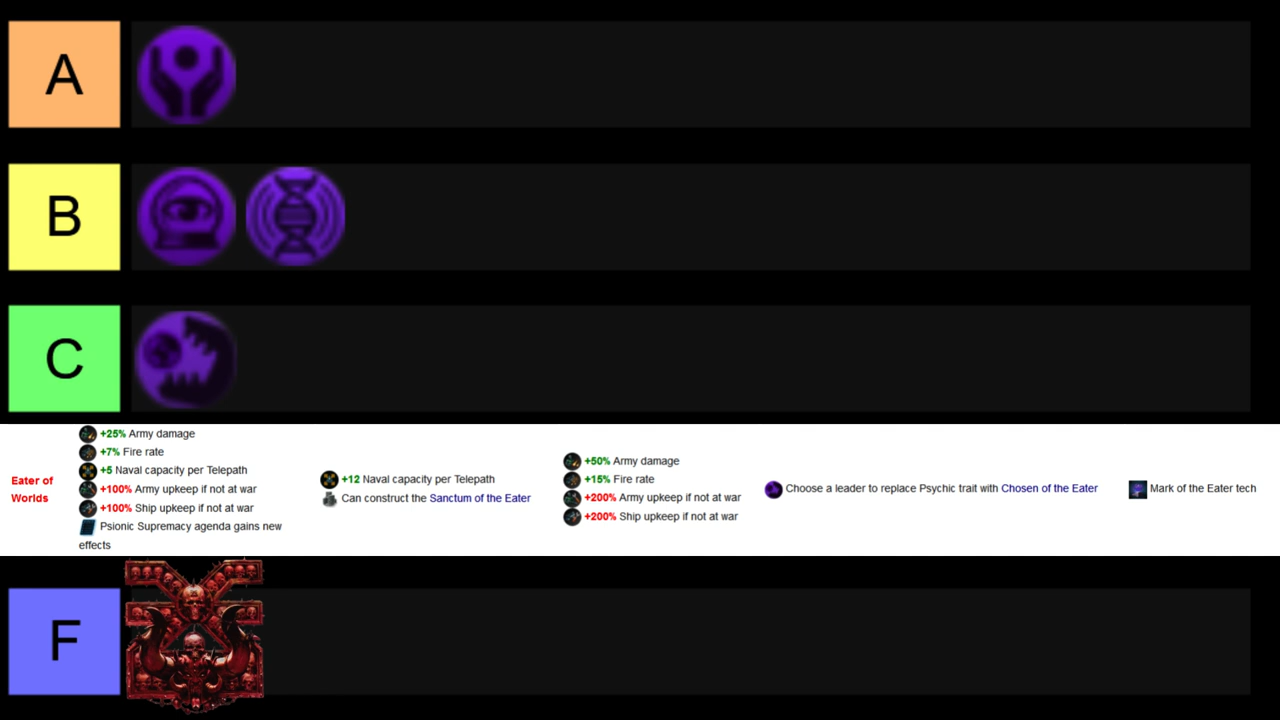 A
B
C
Eater of
Worlds
+25% Army damage
+7% Fire rate
+5 Naval capacity per Telepath
+100% Army upkeep if not at war
+100% Ship upkeep if not at war
Psionic Supremacy agenda gains new
effects
+12 Naval capacity per Telepath
Can construct the Sanctum of the Eater
+50% Army damage
+15% Fire rate
+200% Army upkeep if not at war
+200% Ship upkeep if not at war
Choose a leader to replace Psychic trait with Chosen of the Eater
Mark of the Eater tech
F